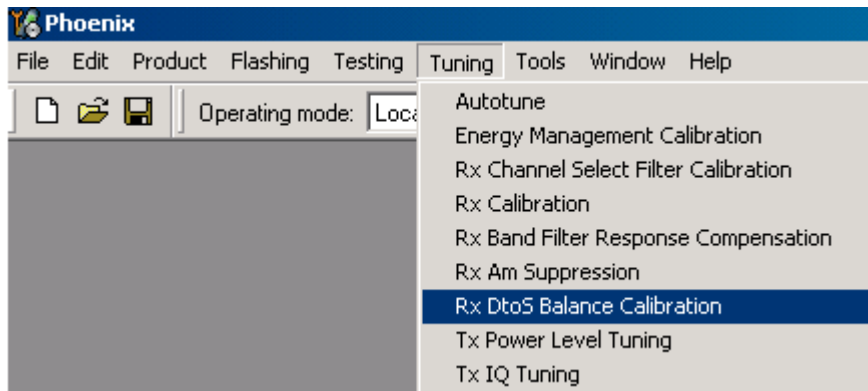 Phoenix
File Edit Product Flashing Testing Tuning Tools Window Help
Operating mode: Loca
Autotune
Energy Management Calibration
Rx Channel Select Filter Calibration
Rx Calibration
Rx Band Filter Response Compensation
Rx Am Suppression
Rx DtoS Balance Calibration
Tx Power Level Tuning
Tx IQ Tuning